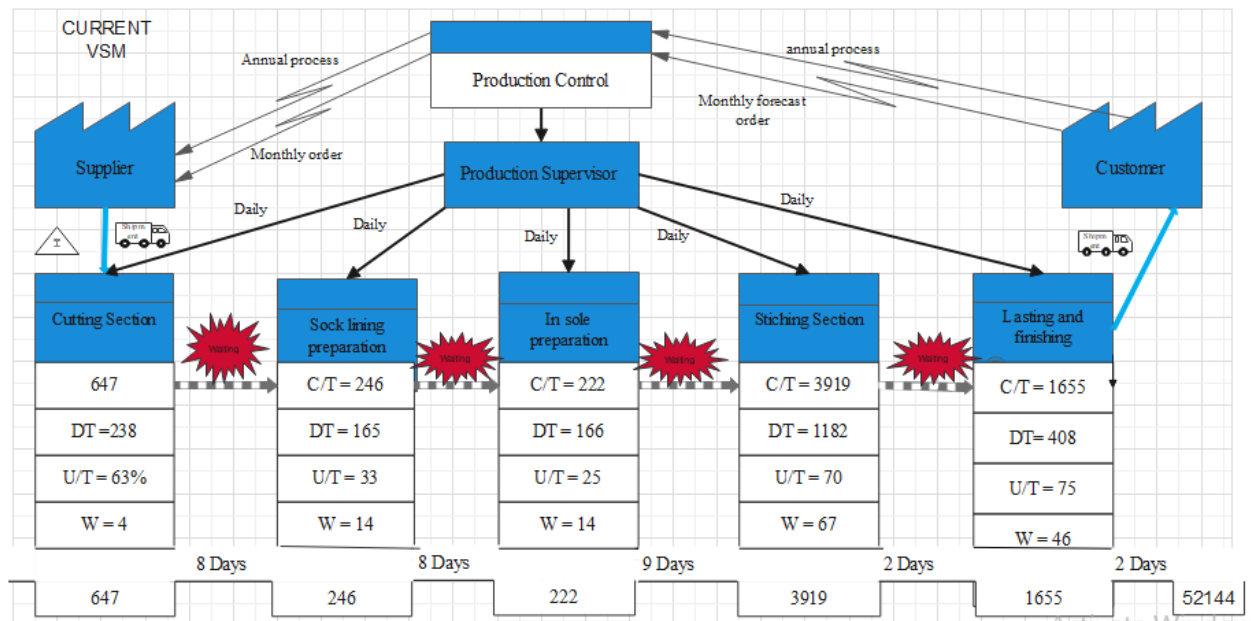 CURRENT
VSM
Annual process
annual process
Production Control
Monthly forecast
order
Monthly order
Supplier
Production Supervisor
Customer
Daily
Daily
Daily
Daily
Daily
I
Shipm
ent
Shipm
ent
Cutting Section
Sock lining
preparation
In sole
preparation
Stiching Section
Lasting and
finishing
Waiting
Waiting
Waiting
Waiting
647
C/T = 246
C/T = 222
C/T = 3919
C/T = 1655
DT =238
DT = 165
DT = 166
DT = 1182
DT= 408
U/T = 63%
U/T = 33
U/T = 25
U/T = 70
U/T = 75
W = 4
W = 14
W = 14
W = 67
W = 46
8 Days
8 Days
9 Days
2 Days
2 Days
647
246
222
3919
1655
52144